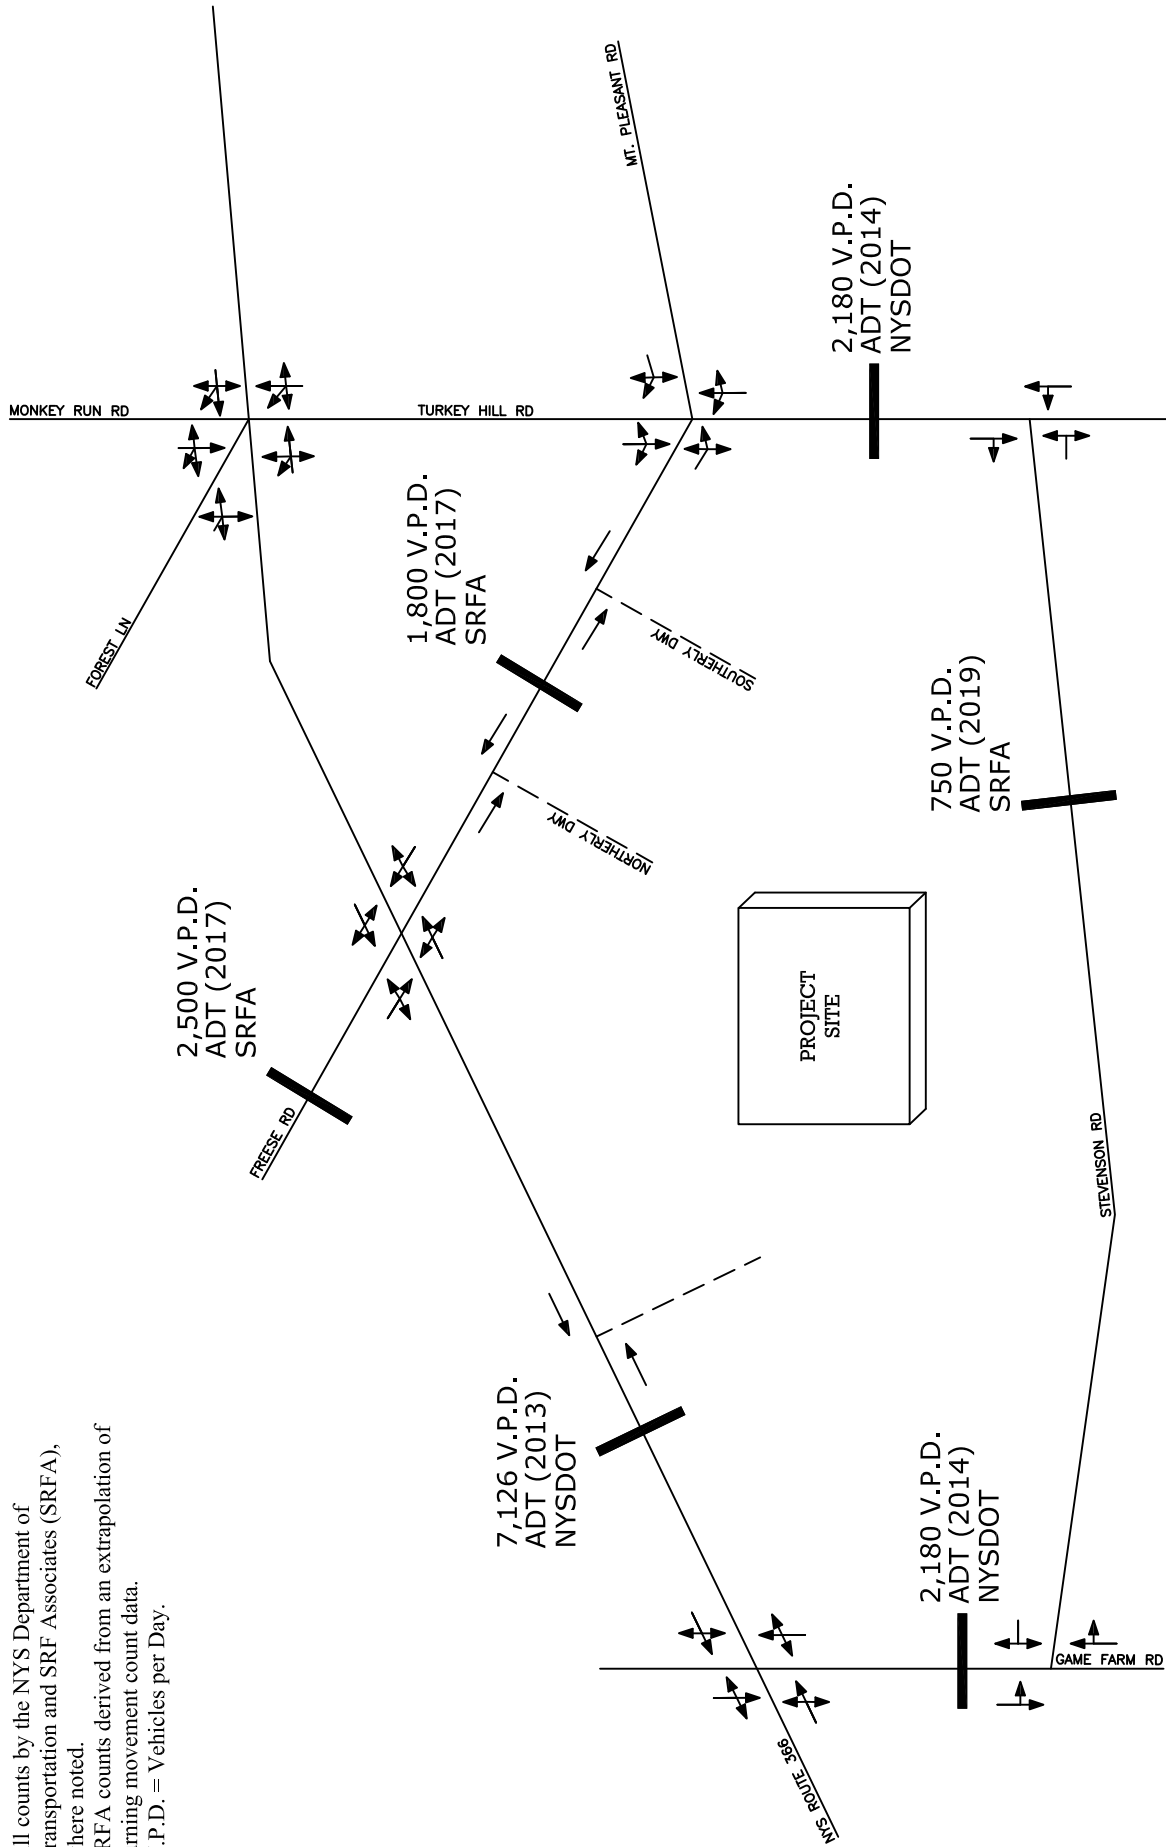 ll counts by the NYS Department of
ransportation and SRF Associates (SRFA),
here noted.
RFA counts derived from an extrapolation of
rning movement count data.
.P.D. = Vehicles per Day.
MONKEY RUN RD
TURKEY HILL RD
FOREST LN
MT. PLEASANT RD
2,180 V.P.D.
ADT (2014)
NYSDOT
1,800 V.P.D.
ADT (2017)
SRFA
SOUTHERLY DWY
NORTHERLY DWY
2,500 V.P.D.
ADT (2017)
SRFA
FREESE RD
750 V.P.D.
ADT (2019)
SRFA
PROJECT
SITE
STEVENSON RD
7,126 V.P.D.
ADT (2013)
NYSDOT
2,180 V.P.D.
ADT (2014)
NYSDOT
GAME FARM RD
NYS ROUTE 366